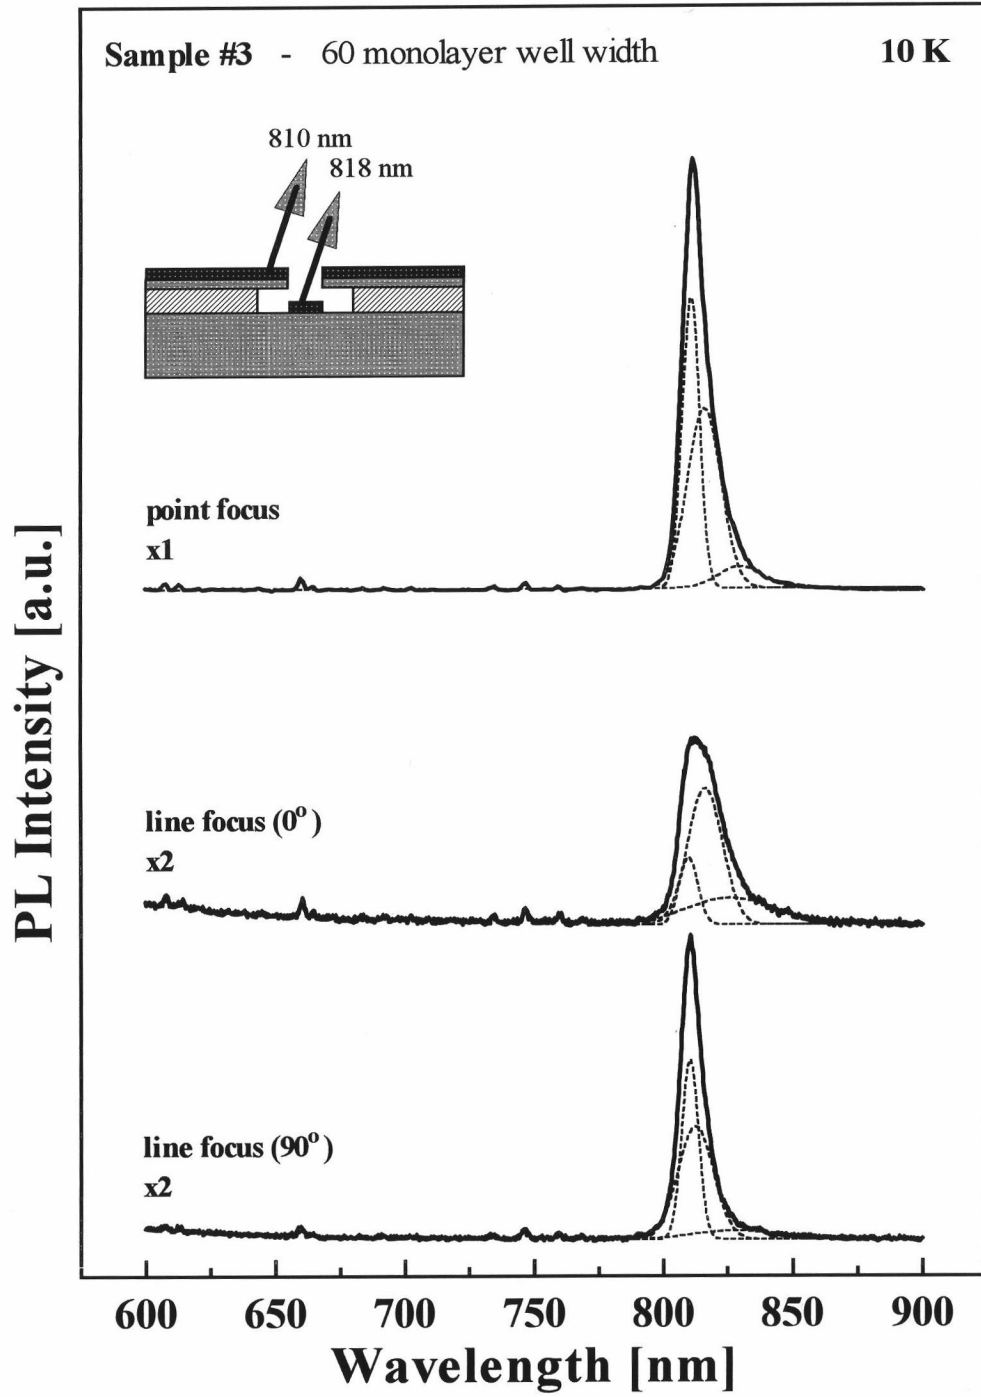 Sample #3 - 60 monolayer well width 10 K
810 nm
818 nm
point focus
x1
PL Intensity [a.u.]
line focus (0°)
x2
line focus (90°)
x2
600 650 700 750 800 850 900
Wavelength [nm]